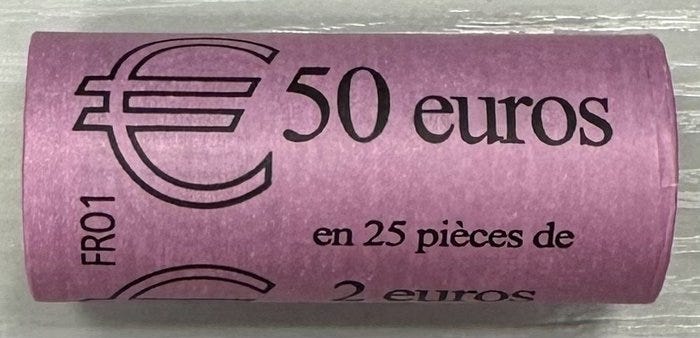 € 50 euros
en 25 pièces de
2 euros
FR01